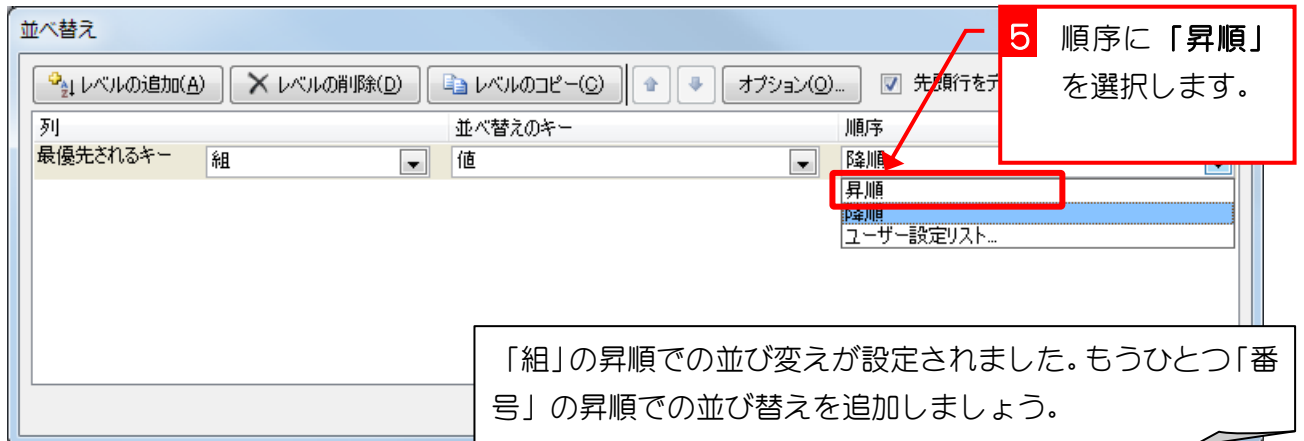 並べ替え
5 順序に「昇順」
を選択します。
レベルの追加(A) レベルの削除(D) レベルのコピー(C) オプション(O)... 先頭行をデ
列 並べ替えのキー 順序
最優先されるキー 組 値 降順
昇順
降順
ユーザー設定リスト...
「組」の昇順での並び変えが設定されました。もうひとつ「番
号」の昇順での並び替えを追加しましょう。